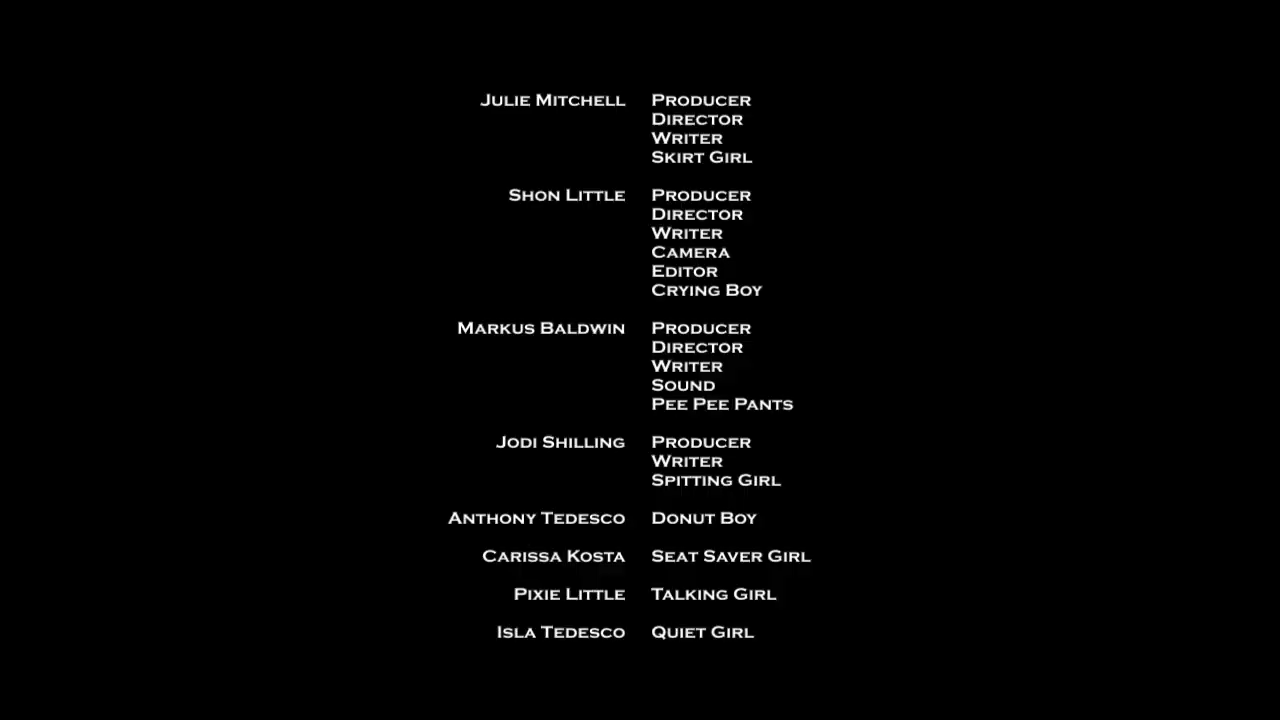 Julie Mitchell Producer
Director
Writer
Skirt Girl
Shon Little Producer
Director
Writer
Camera
Editor
Crying Boy
Markus Baldwin Producer
Director
Writer
Sound
Pee Pee Pants
Jodi Shilling Producer
Writer
Spitting Girl
Anthony Tedesco Donut Boy
Carissa Kosta Seat Saver Girl
Pixie Little Talking Girl
Isla Tedesco Quiet Girl